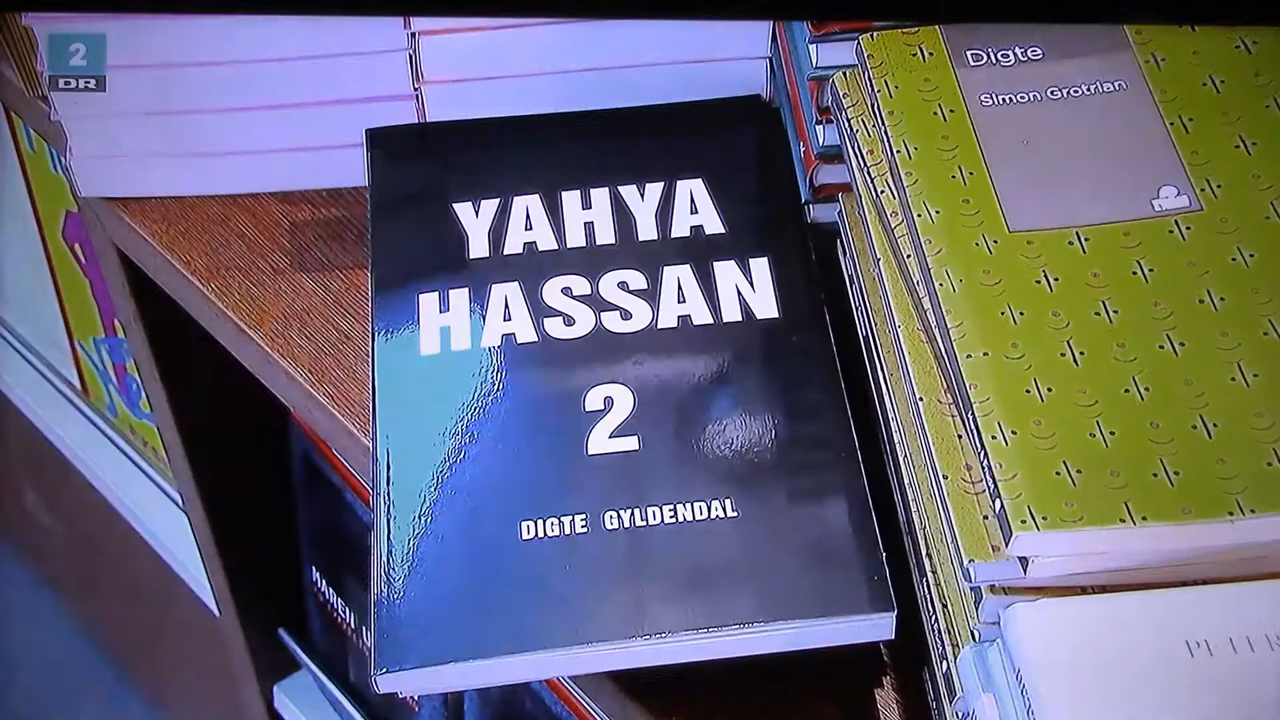 2
DR
YAHYA
HASSAN
2
DIGTE GYLDENDAL
Digte
Simon Grotrian